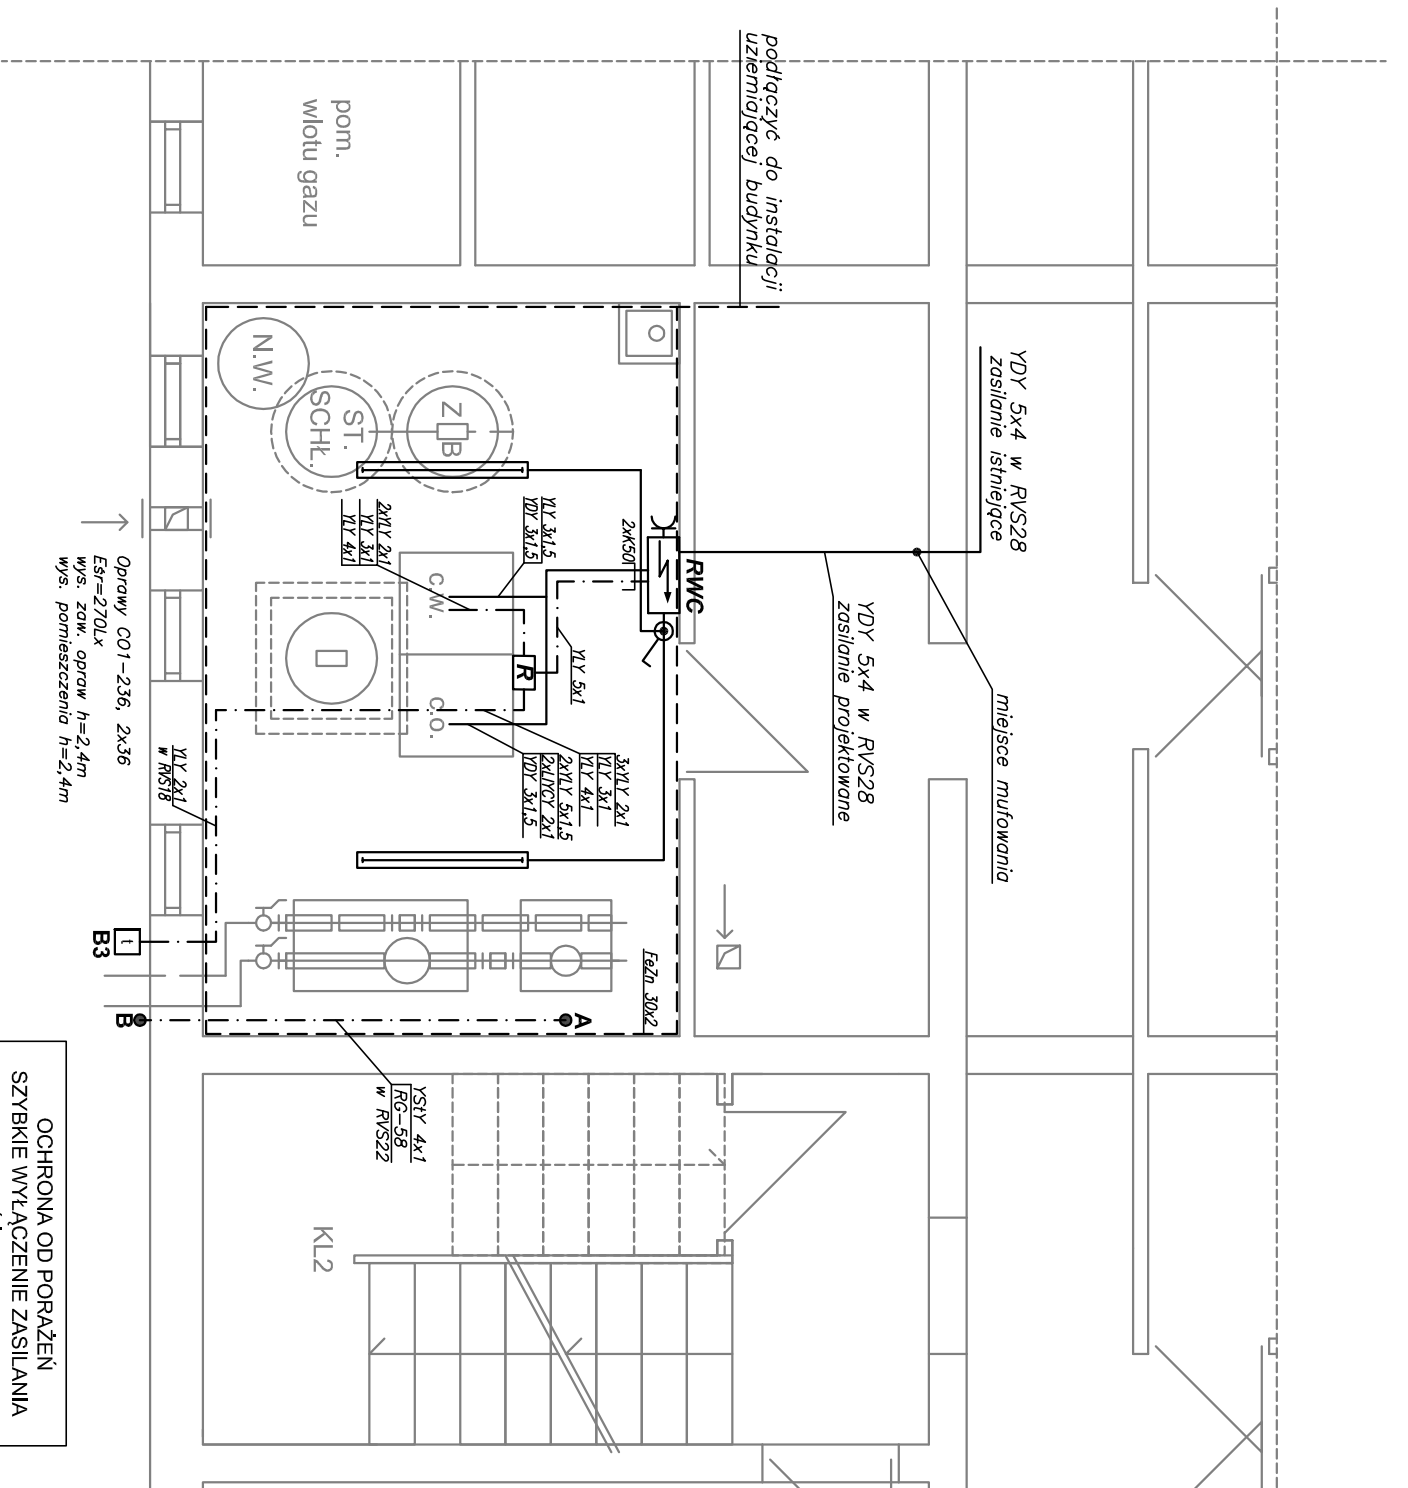 podłączyć do instalacji
uziemiającej budynku
pom.
wlotu gazu
YDY 5x4 w RVS28
zasilanie istniejące
YDY 5x4 w RVS28
zasilanie projektowane
miejsce mufowania
N.W.
ST.
SCHŁ.
Z B
2xK50
RWC
YLY 3x1,5
YDY 3x1,5
2xYLY 2x1
YLY 3x1
YLY 4x1
c.w.
c.o.
R
YLY 5x1
3xYLY 2x1
YLY 3x1
YLY 4x1
2xYLY 5x1,5
2xLIYCY 2x1
YDY 3x1,5
Oprawy CO1-236, 2x36
Eśr=270Lx
wys. zaw. opraw h=2,4m
wys. pomieszczenia h=2,4m
YLY 2x1
w RVS18
FeZn 30x2
t
B3
A
B
YStY 4x1
RG-58
w RVS22
KL2
OCHRONA OD PORAŻEŃ
SZYBKIE WYŁĄCZENIE ZASILANIA